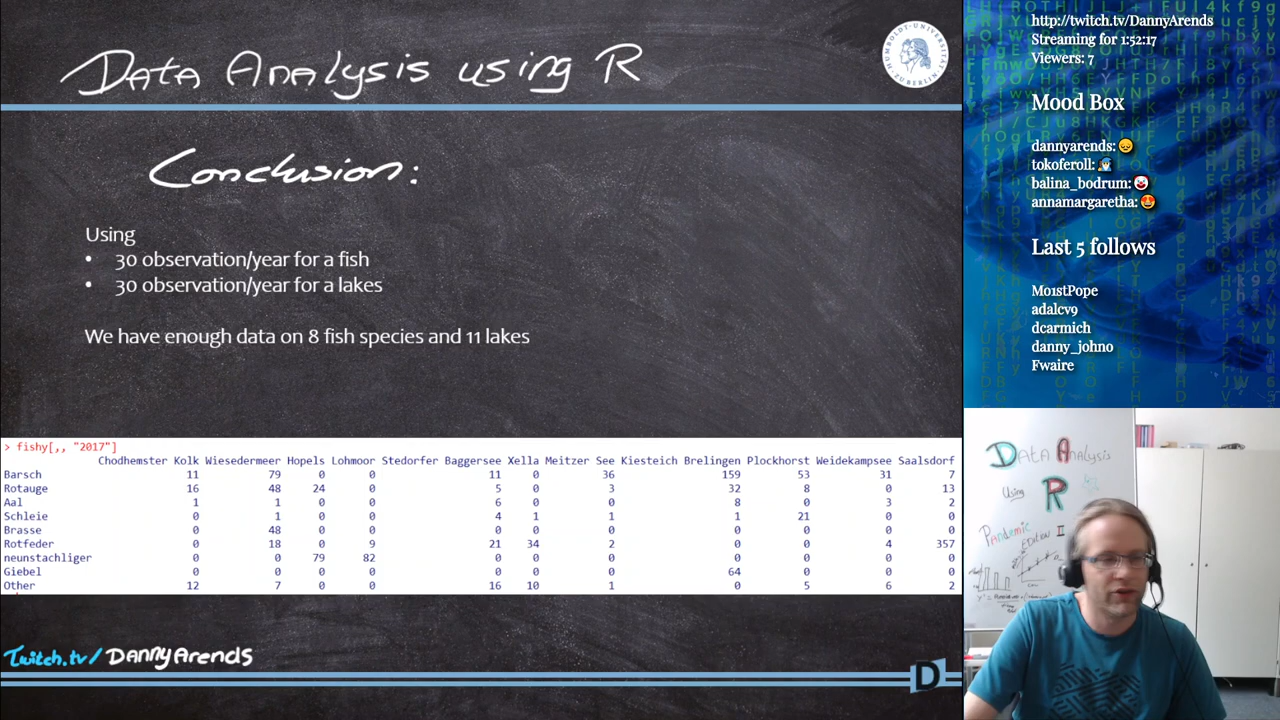 Data Analysis using R
HUMBOLDT-UNIVERSITÄT ZU BERLIN
Conclusion:
Using
• 30 observation/year for a fish
• 30 observation/year for a lakes
We have enough data on 8 fish species and 11 lakes
> fishy[,, "2017"]
Chodhemster Kolk Wiesedermeer Hopels Lohmoor Stedorfer Baggersee Xella Meitzer See Kiesteich Brelingen Plockhorst Weidekampsee Saalsdorf
Barsch 11 79 0 0 11 0 36 159 53 31 7
Rotauge 16 48 24 0 5 0 3 32 8 0 13
Aal 1 1 0 0 6 0 0 8 0 3 2
Schleie 0 1 0 0 4 1 1 1 21 0 0
Brasse 0 48 0 0 0 0 0 0 0 0 0
Rotfeder 0 18 0 9 21 34 2 0 0 4 357
neunstachliger 0 0 79 82 0 0 0 0 0 0 0
Giebel 0 0 0 0 0 0 0 64 0 0 0
Other 12 7 0 0 16 10 1 0 5 6 2
Twitch.tv/DannyArends
D
http://twitch.tv/DannyArends
Streaming for 1:52:17
Viewers: 7
Mood Box
dannyarends: 😞
tokoferoll:
balina_bodrum: 🤡
annamargaretha: 😍
Last 5 follows
Mo1stPope
adalcv9
dcarmich
danny_johno
Fwaire
Data Analysis
Using
R
Pandemic
Edition II